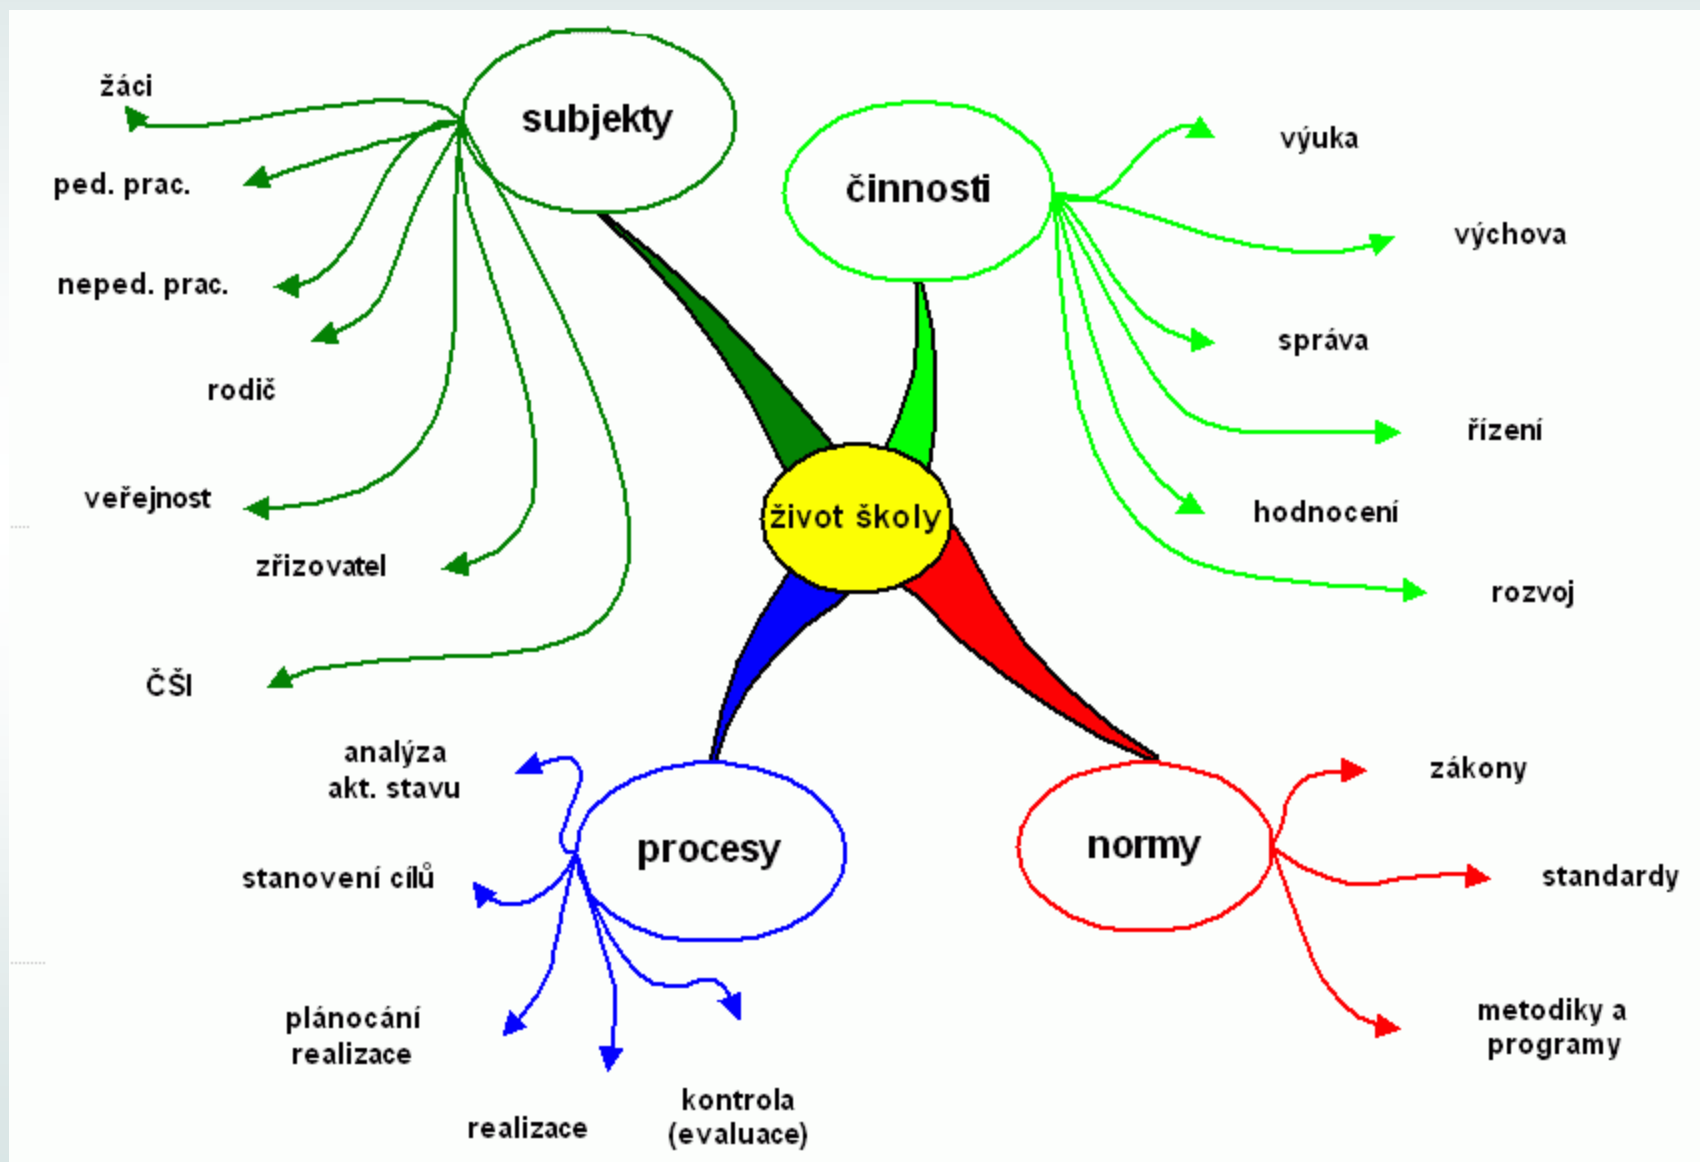 subjekty
žáci
ped. prac.
neped. prac.
rodič
veřejnost
zřizovatel
ČŠI
činnosti
výuka
výchova
správa
řízení
hodnocení
rozvoj
život školy
procesy
analýza
akt. stavu
stanovení cílů
plánocání
realizace
realizace
kontrola
(evaluace)
normy
zákony
standardy
metodiky a
programy